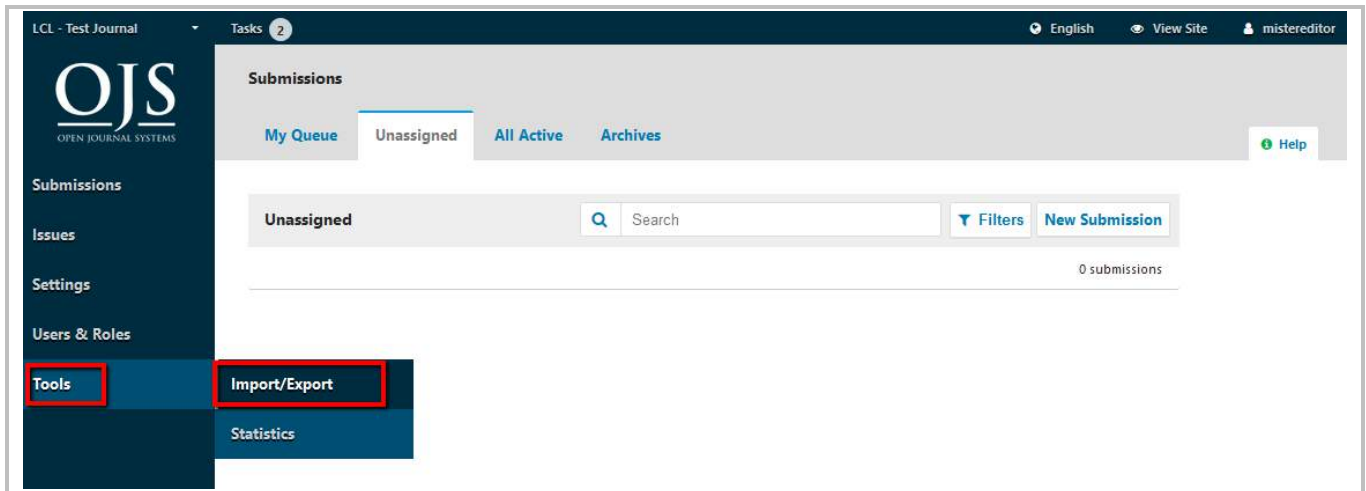 LCL - Test Journal Tasks 2 English View Site mistereditor
OJS
OPEN JOURNAL SYSTEMS
Submissions
My Queue Unassigned All Active Archives
Help
Submissions
Issues
Settings
Users & Roles
Tools
Unassigned Search Filters New Submission
0 submissions
Import/Export
Statistics